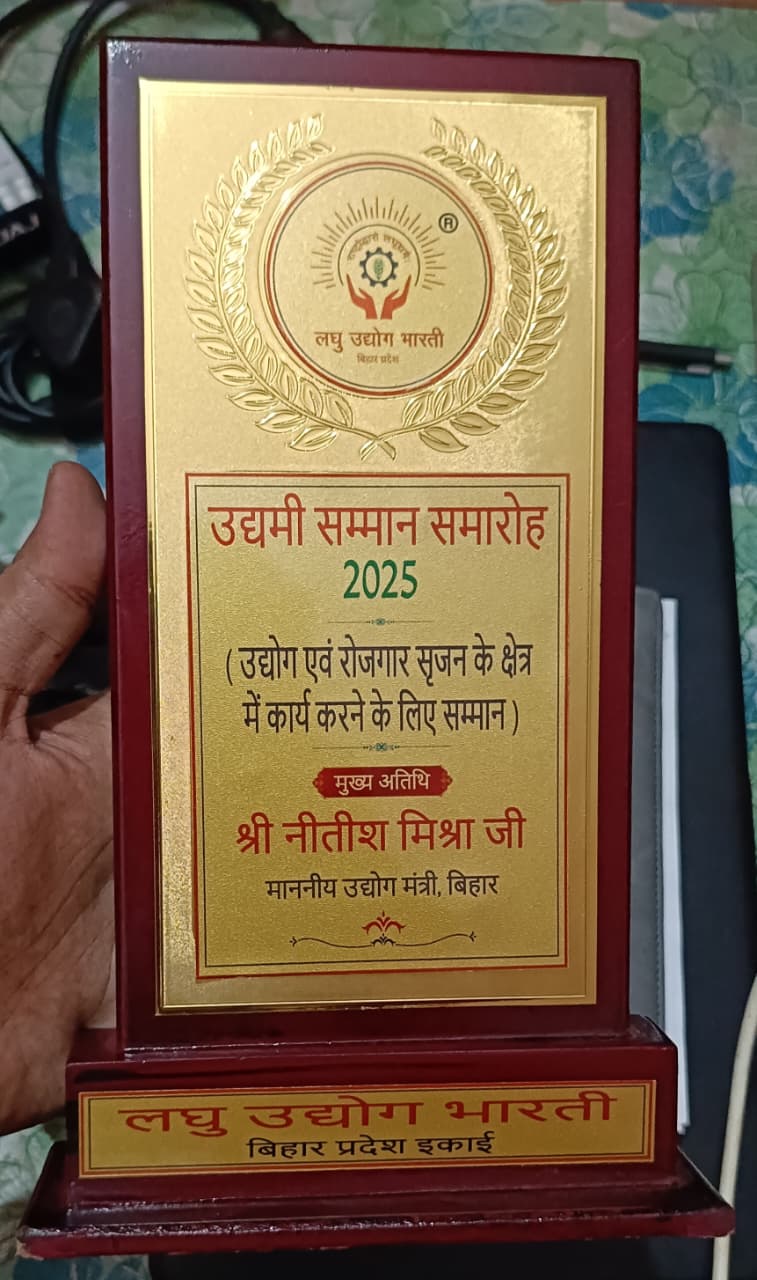 ®
लघु उद्योग भारती
बिहार प्रदेश
उद्यमी सम्मान समारोह
2025
( उद्योग एवं रोजगार सृजन के क्षेत्र
में कार्य करने के लिए सम्मान )
मुख्य अतिथि
श्री नीतीश मिश्रा जी
माननीय उद्योग मंत्री, बिहार
लघु उद्योग भारती
बिहार प्रदेश इकाई